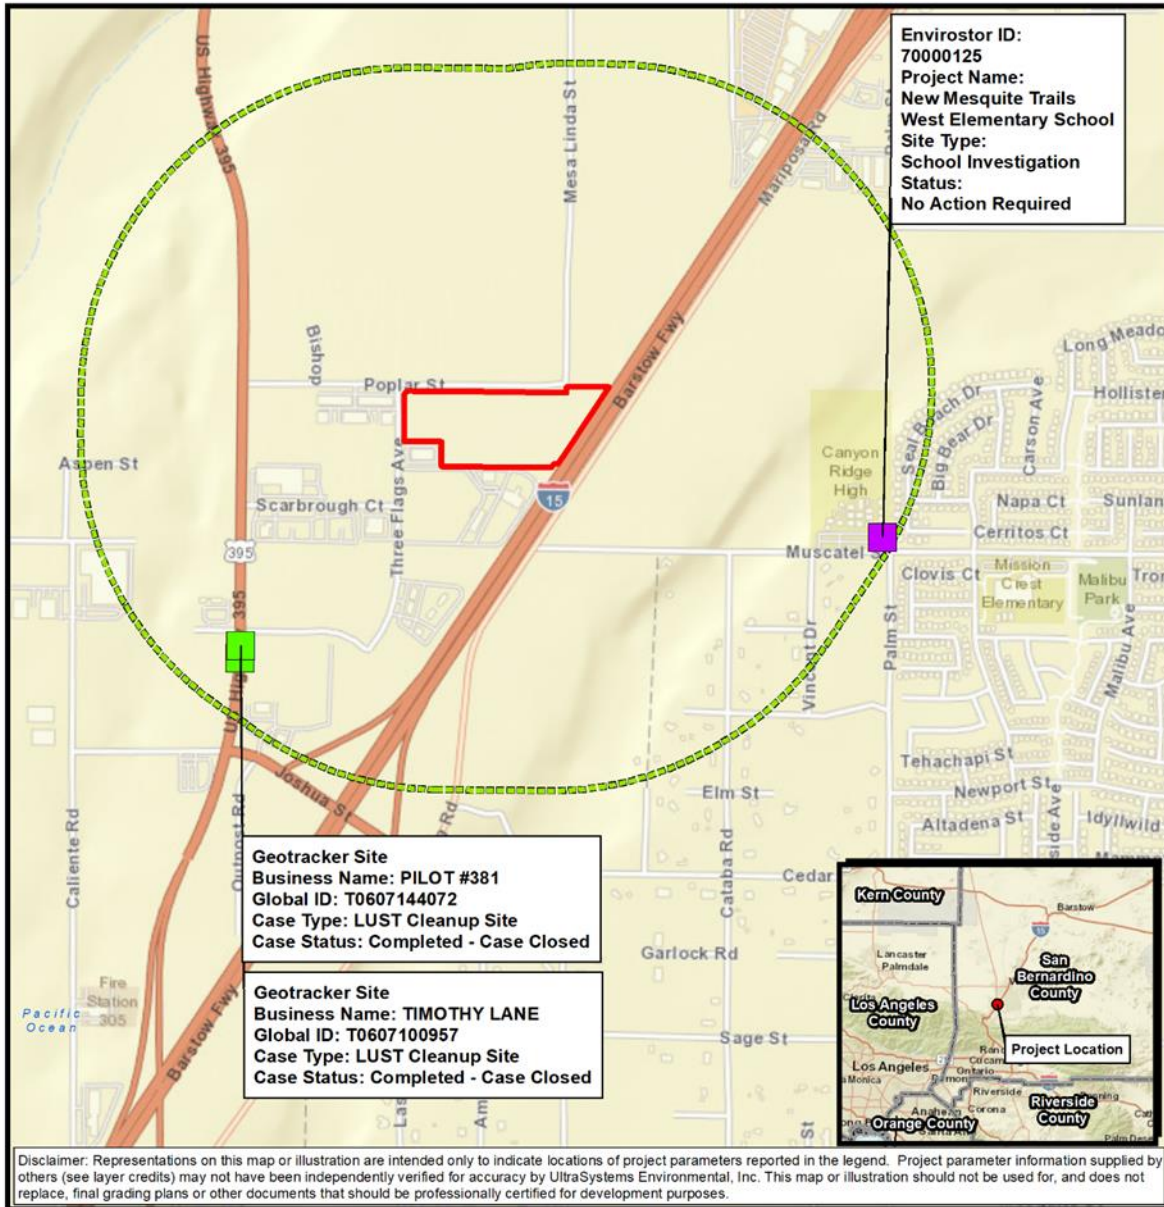 Envirostor ID:
70000125
Project Name:
New Mesquite Trails
West Elementary School
Site Type:
School Investigation
Status:
No Action Required
US Highway 395
Mesa Linda St
Mariposa Rd
Barstow Fwy
Bishop
Poplar St
Three Flags Ave
Aspen St
Scarbrough Ct
15
395
395
Canyon
Ridge
High
Muscatel
Seal Beach Dr
Big Bear Dr
Carson Ave
Long Meado
Hollister
Napa Ct
Sunlan
Cerritos Ct
Clovis Ct
Mission
Crest
Elementary
Malibu
Park
Tron
Malibu Ave
Palm St
Vincent Dr
Tehachapi St
Newport St
Altadena St
Idyllwild
side Ave
Elm St
Cataba Rd
Cedar
Garlock Rd
Sage St
Joshua St
Outpost Rd
Caliente Rd
Fire
Station
305
Pacific
Ocean
Barstow Fwy
Geotracker Site
Business Name: PILOT #381
Global ID: T0607144072
Case Type: LUST Cleanup Site
Case Status: Completed - Case Closed
Geotracker Site
Business Name: TIMOTHY LANE
Global ID: T0607100957
Case Type: LUST Cleanup Site
Case Status: Completed - Case Closed
Kern County
Barstow
15
Lancaster
Palmdale
San
Bernardino
County
Los Angeles
County
Project Location
Los Angeles
Ontario
Riverside
Corona
Riverside
County
Orange County
Disclaimer: Representations on this map or illustration are intended only to indicate locations of project parameters reported in the legend. Project parameter information supplied by
others (see layer credits) may not have been independently verified for accuracy by UltraSystems Environmental, Inc. This map or illustration should not be used for, and does not
replace, final grading plans or other documents that should be professionally certified for development purposes.